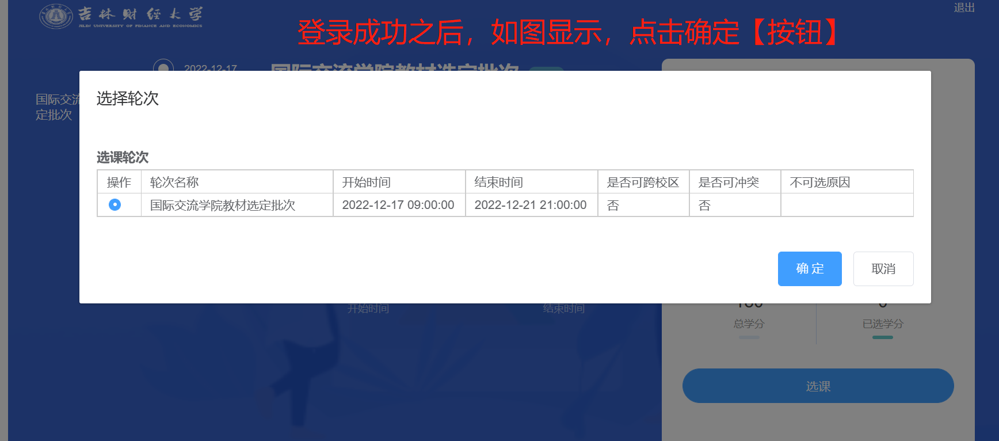 吉林财经大学
JILIN UNIVERSITY OF FINANCE AND ECONOMICS
退出
登录成功之后，如图显示，点击确定【按钮】
2022-12-17
国际交流学院教材选定批次
国际交流
定批次
选择轮次
选课轮次
操作 轮次名称 开始时间 结束时间 是否可跨校区 是否可冲突 不可选原因
国际交流学院教材选定批次 2022-12-17 09:00:00 2022-12-21 21:00:00 否 否
确 定 取消
开始时间 结束时间
总学分 已选学分
选课